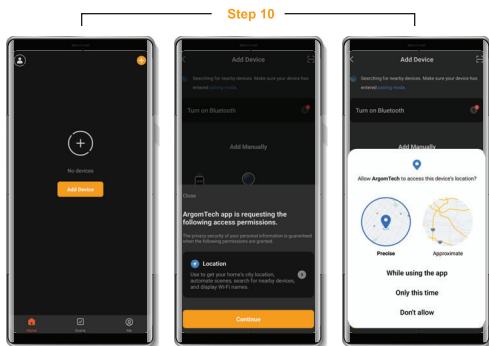 Step 10
No devices
Add Device
Home
Scene
Me
Add Device
Searching for nearby devices. Make sure your device has
entered pairing mode.
Turn on Bluetooth
Add Manually
Close
ArgomTech app is requesting the
following access permissions.
The privacy security of your personal information is guaranteed
when the following permissions are granted.
Location
Use to get your home's city location,
automate scenes, search for nearby devices,
and display Wi-Fi names.
Continue
Add Device
Searching for nearby devices. Make sure your device has
entered pairing mode.
Turn on Bluetooth
Add Manually
Allow ArgomTech to access this device's location?
Precise
Approximate
While using the app
Only this time
Don't allow